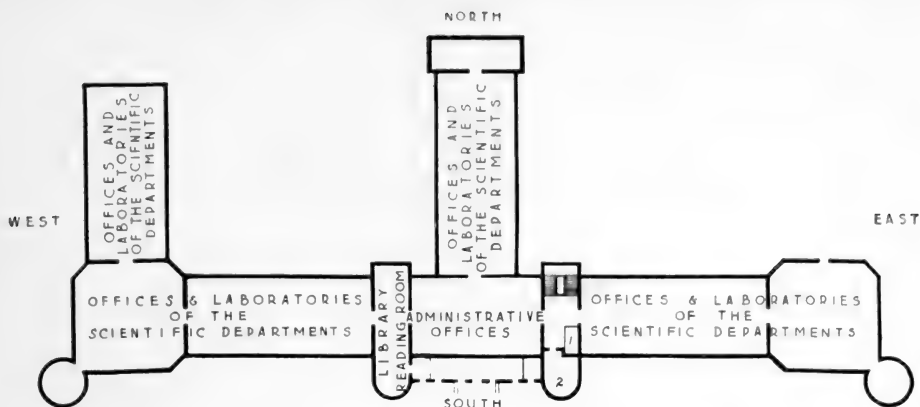 NORTH
OFFICES AND
LABORATORIES
OF THE SCIENTIFIC
DEPARTMENTS
OFFICES AND
LABORATORIES
OF THE SCIENTIFIC
DEPARTMENTS
WEST
EAST
OFFICES & LABORATORIES
OF THE
SCIENTIFIC DEPARTMENTS
LIBRARY
READING ROOM
ADMINISTRATIVE
OFFICES
OFFICES & LABORATORIES
OF THE
SCIENTIFIC DEPARTMENTS
1
2
SOUTH